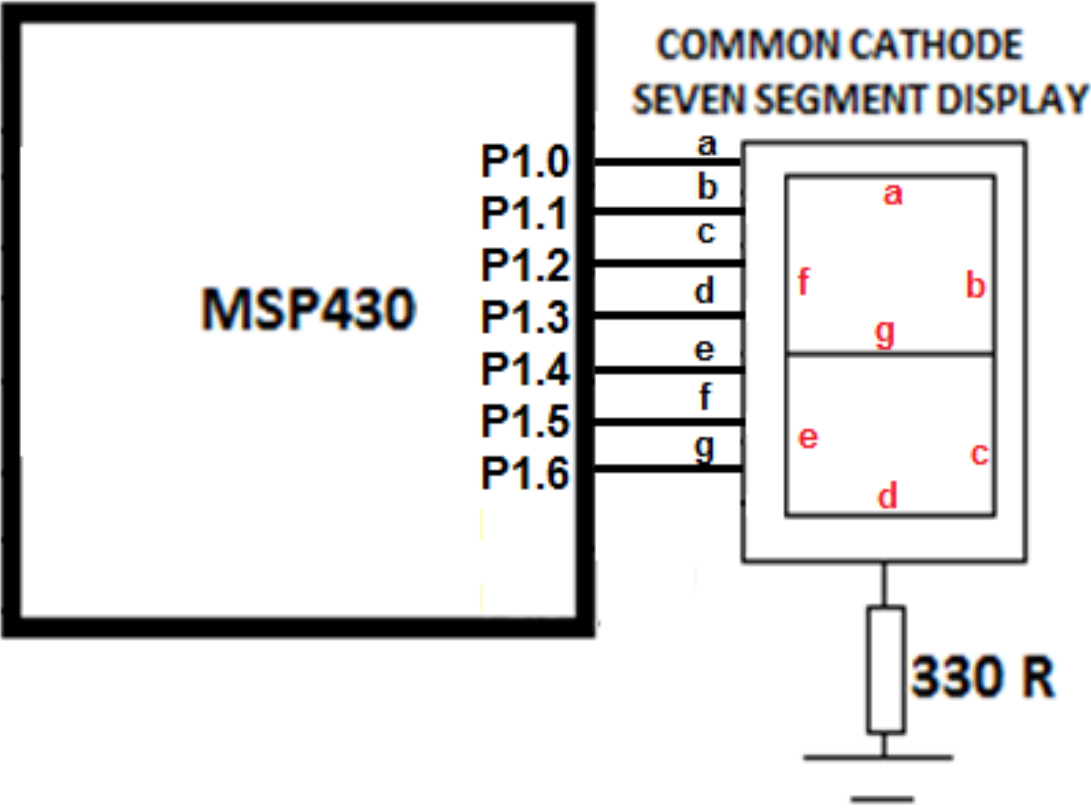 COMMON CATHODE
SEVEN SEGMENT DISPLAY
P1.0 a
P1.1 b
P1.2 c
P1.3 d
P1.4 e
P1.5 f
P1.6 g
MSP430
a
f b
g
e c
d
330 R